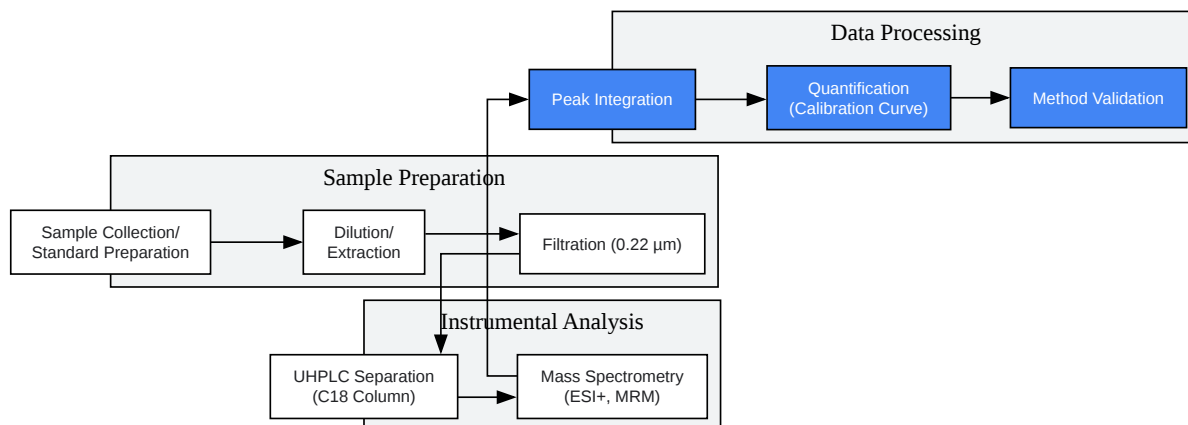 Data Processing
Peak Integration
Quantification
(Calibration Curve)
Method Validation
Sample Preparation
Sample Collection/
Standard Preparation
Dilution/
Extraction
Filtration (0.22 µm)
Instrumental Analysis
UHPLC Separation
(C18 Column)
Mass Spectrometry
(ESI+, MRM)